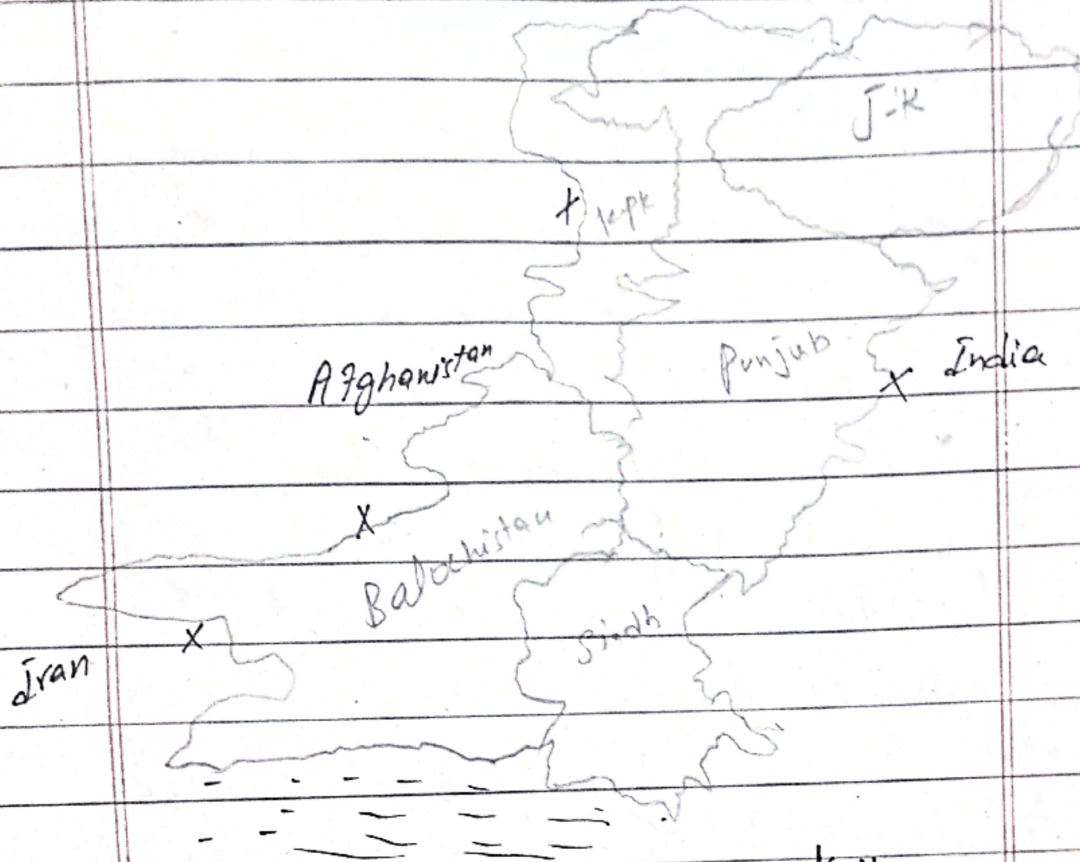 J.K
X kpk
Afghanistan
Punjub
X India
X
Balochistan
X
Sindh
Iran